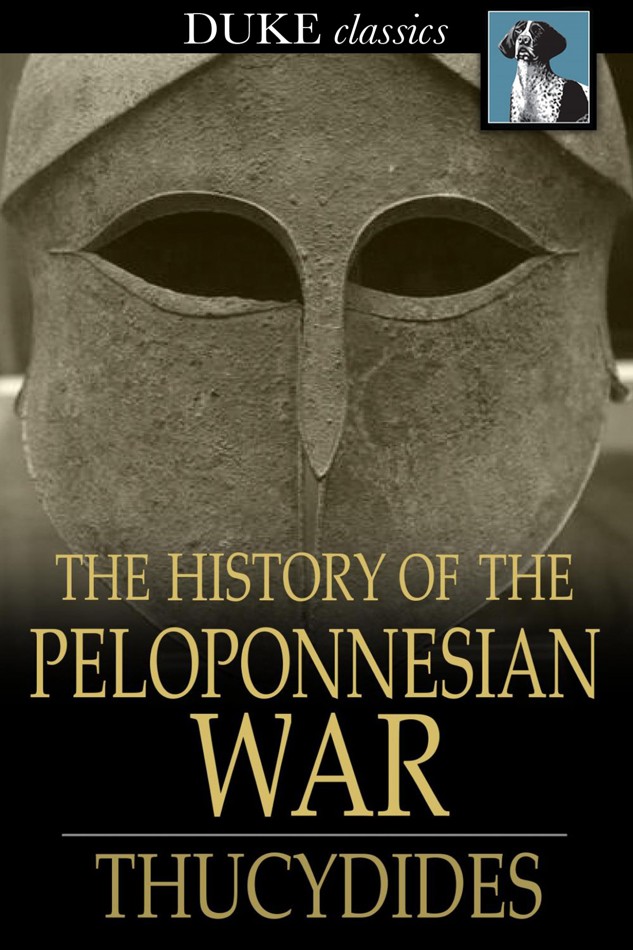 DUKE classics
THE HISTORY OF THE
PELOPONNESIAN
WAR
THUCYDIDES